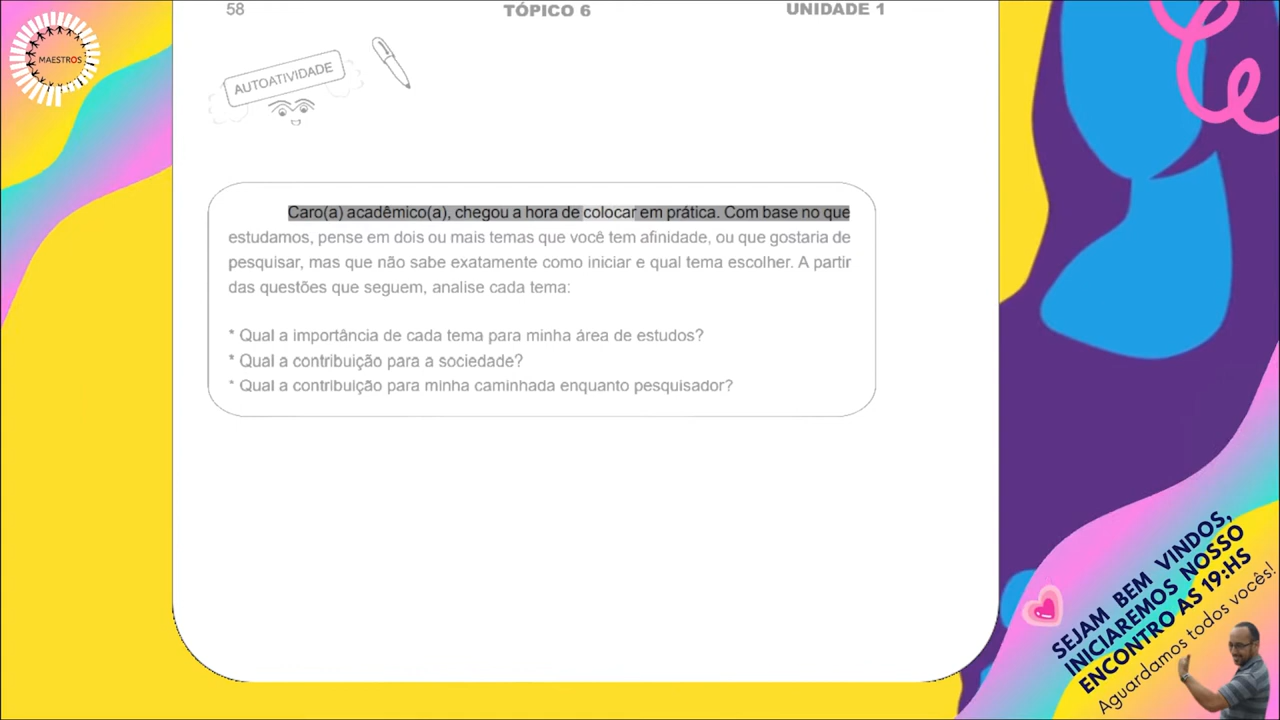 MAESTROS
58 TÓPICO 6 UNIDADE 1
AUTOATIVIDADE
Caro(a) acadêmico(a), chegou a hora de colocar em prática. Com base no que
estudamos, pense em dois ou mais temas que você tem afinidade, ou que gostaria de
pesquisar, mas que não sabe exatamente como iniciar e qual tema escolher. A partir
das questões que seguem, analise cada tema:
* Qual a importância de cada tema para minha área de estudos?
* Qual a contribuição para a sociedade?
* Qual a contribuição para minha caminhada enquanto pesquisador?
SEJAM BEM VINDOS,
INICIAREMOS NOSSO
ENCONTRO AS 19:HS
Aguardamos todos vocês!